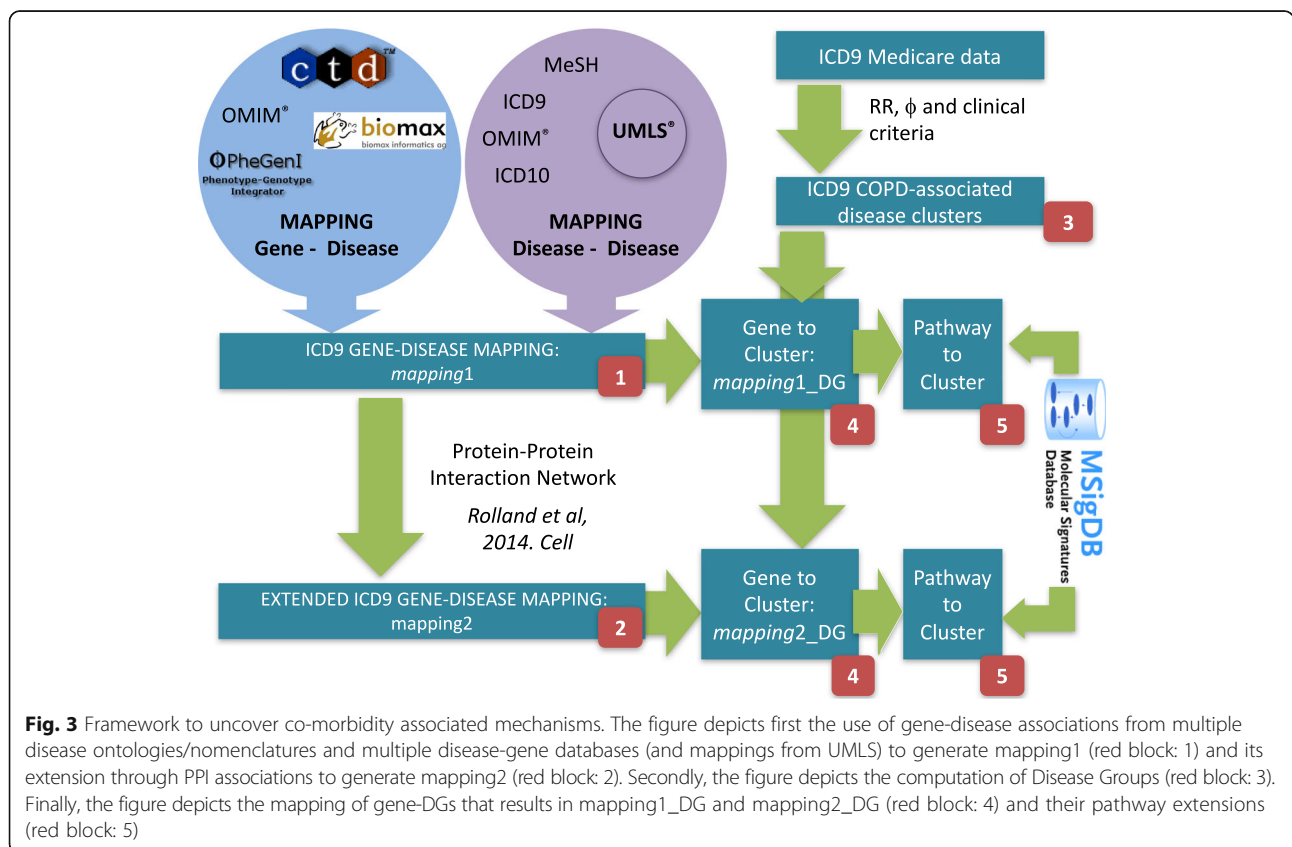 ctd™
OMIM®
biomax
biomax informatics ag
PheGenI
Phenotype-Genotype
Integrator
MAPPING
Gene - Disease
MeSH
ICD9
OMIM®
ICD10
UMLS®
MAPPING
Disease - Disease
ICD9 Medicare data
RR, ϕ and clinical
criteria
ICD9 COPD-associated
disease clusters
3
ICD9 GENE-DISEASE MAPPING:
mapping1
1
Gene to
Cluster:
mapping1_DG
4
Pathway
to
Cluster
5
Protein-Protein
Interaction Network
Rolland et al,
2014. Cell
MSigDB
Molecular Signatures
Database
EXTENDED ICD9 GENE-DISEASE MAPPING:
mapping2
2
Gene to
Cluster:
mapping2_DG
4
Pathway
to
Cluster
5
Fig. 3 Framework to uncover co-morbidity associated mechanisms. The figure depicts first the use of gene-disease associations from multiple
disease ontologies/nomenclatures and multiple disease-gene databases (and mappings from UMLS) to generate mapping1 (red block: 1) and its
extension through PPI associations to generate mapping2 (red block: 2). Secondly, the figure depicts the computation of Disease Groups (red block: 3).
Finally, the figure depicts the mapping of gene-DGs that results in mapping1_DG and mapping2_DG (red block: 4) and their pathway extensions
(red block: 5)